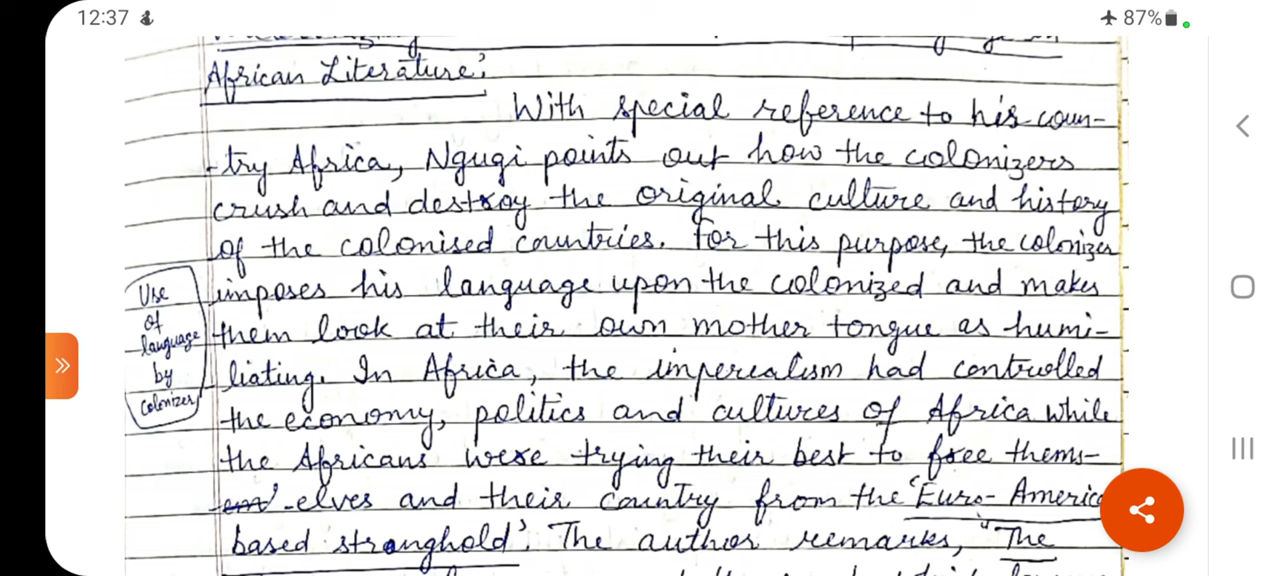 12:37
87%
African Literature:
With special reference to his coun-
-try Africa, Ngugi points out how the colonizers
crush and destroy the original culture and history
of the colonised countries. For this purpose, the colonizer
imposes his language upon the colonized and makes
them look at their own mother tongue as humi-
liating. In Africa, the imperealism had controlled
the economy, politics and cultures of Africa while
the Africans were trying their best to free thems-
-elves and their country from the 'Euro-America
based stronghold'. The author remarks, "The
Use
of
language
by
Colonizer